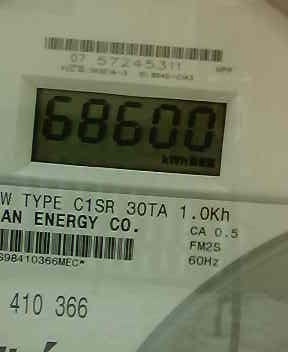 07 57245311
68600
kWh
W TYPE C1SR 30TA 1.0Kh
AN ENERGY CO.
CA 0.5
FM2S
S98410366MEC*
60Hz
410 366